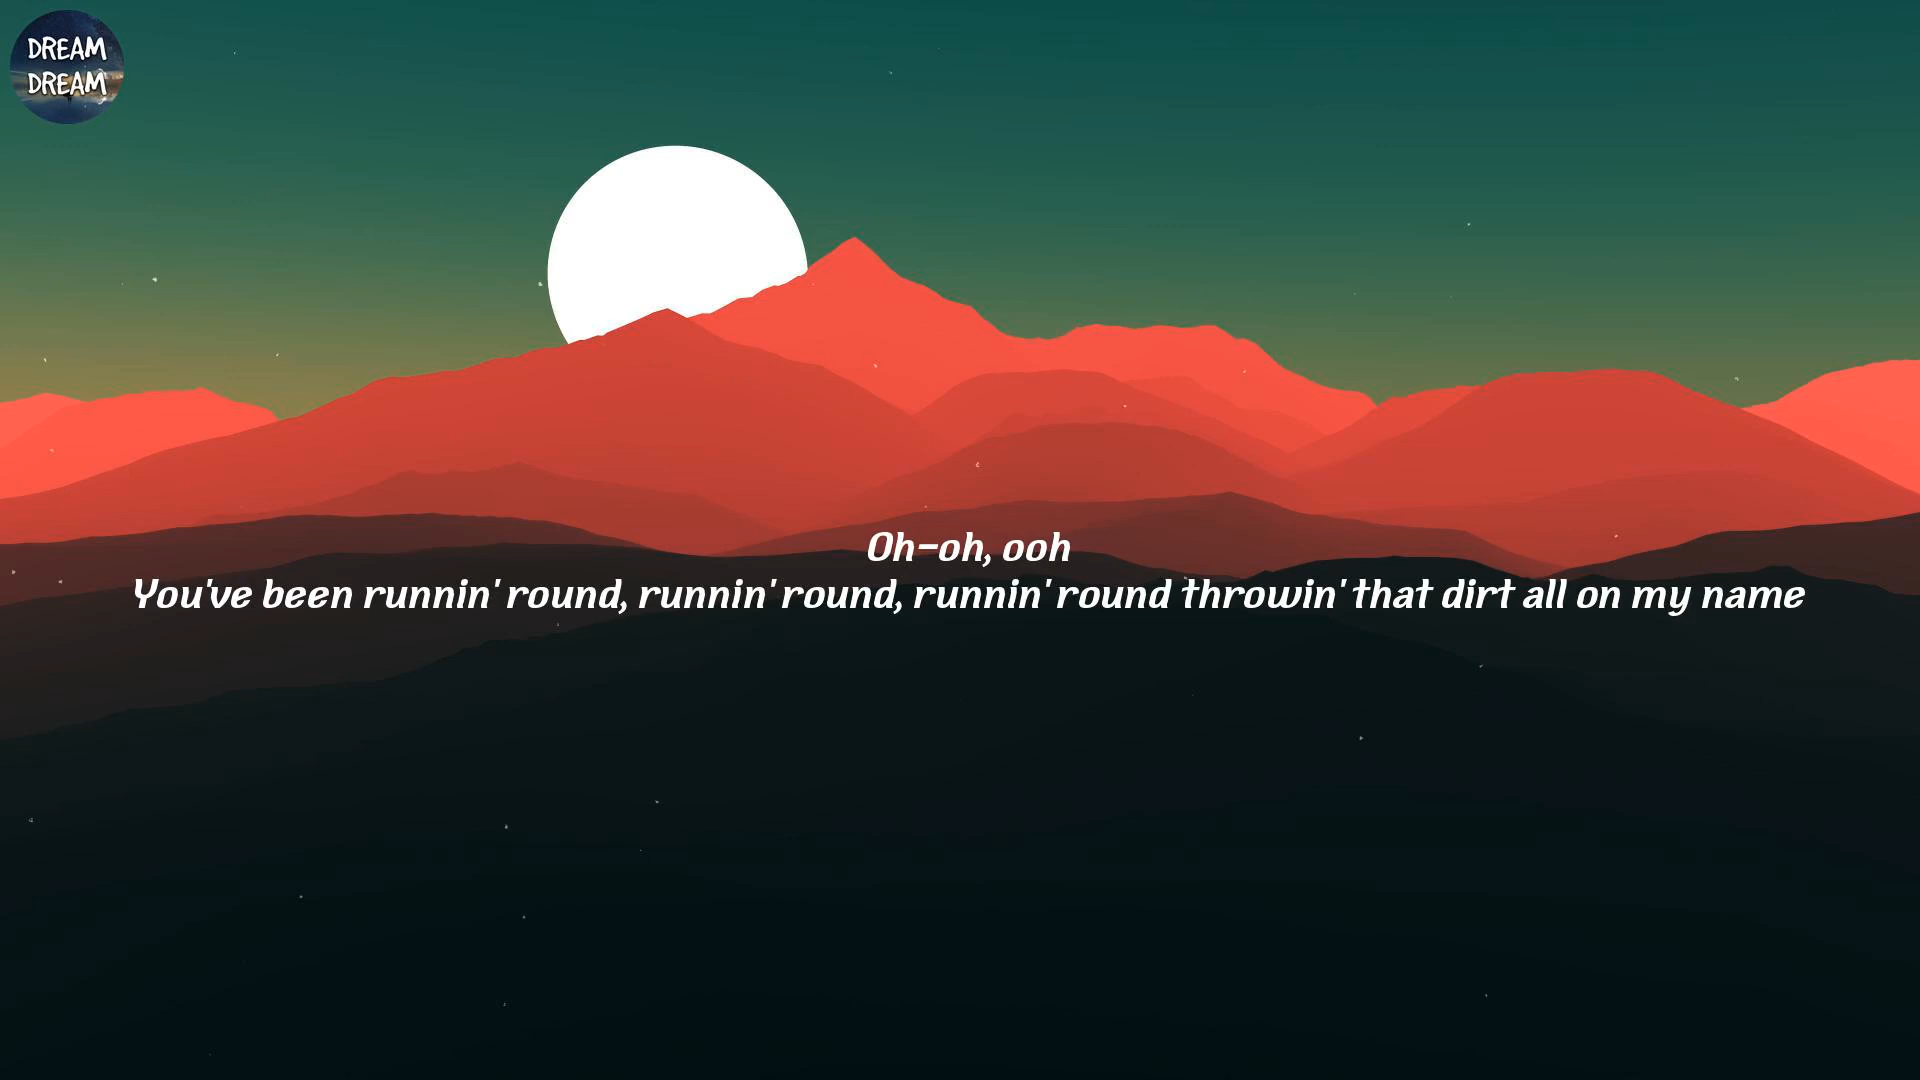 DREAM
DREAM
Oh-oh, ooh
You've been runnin' round, runnin' round, runnin' round throwin' that dirt all on my name